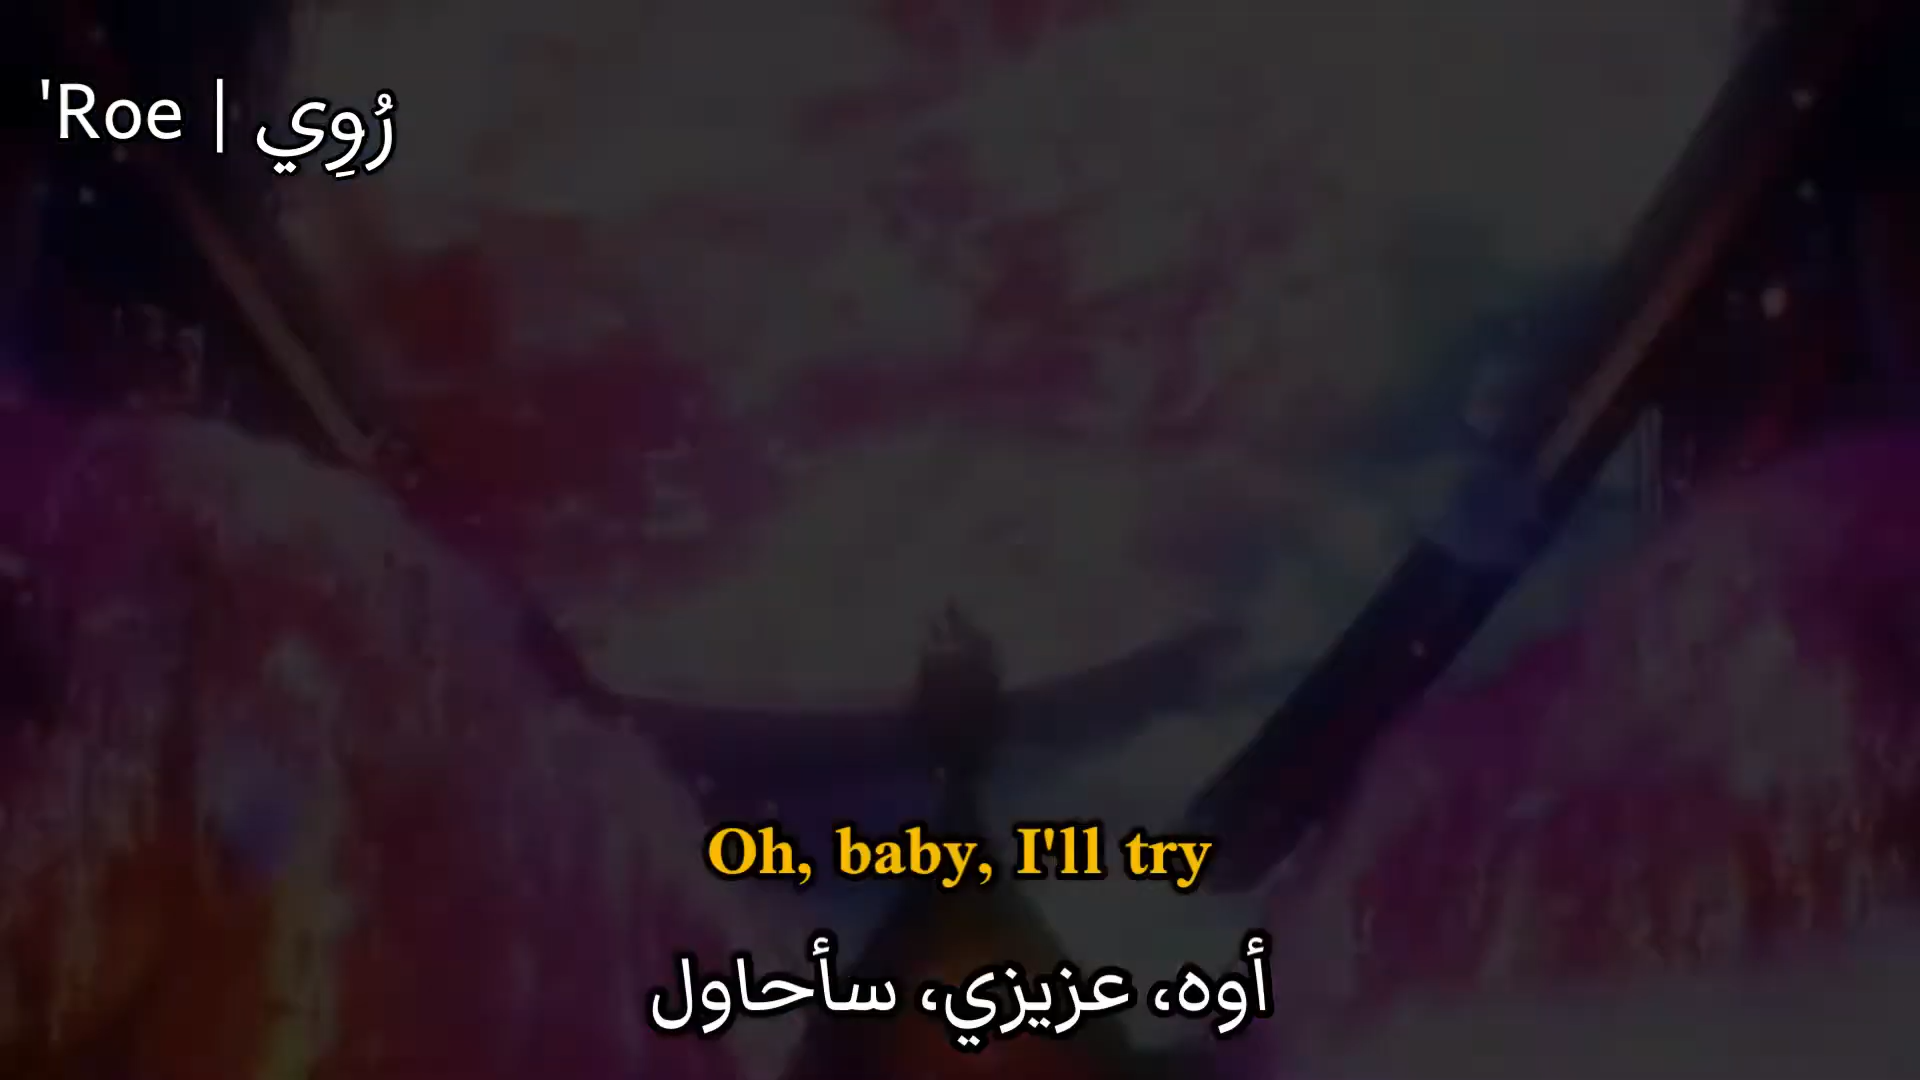 'Roe | رُوِي
Oh, baby, I'll try
أوه، عزيزي، سأحاول